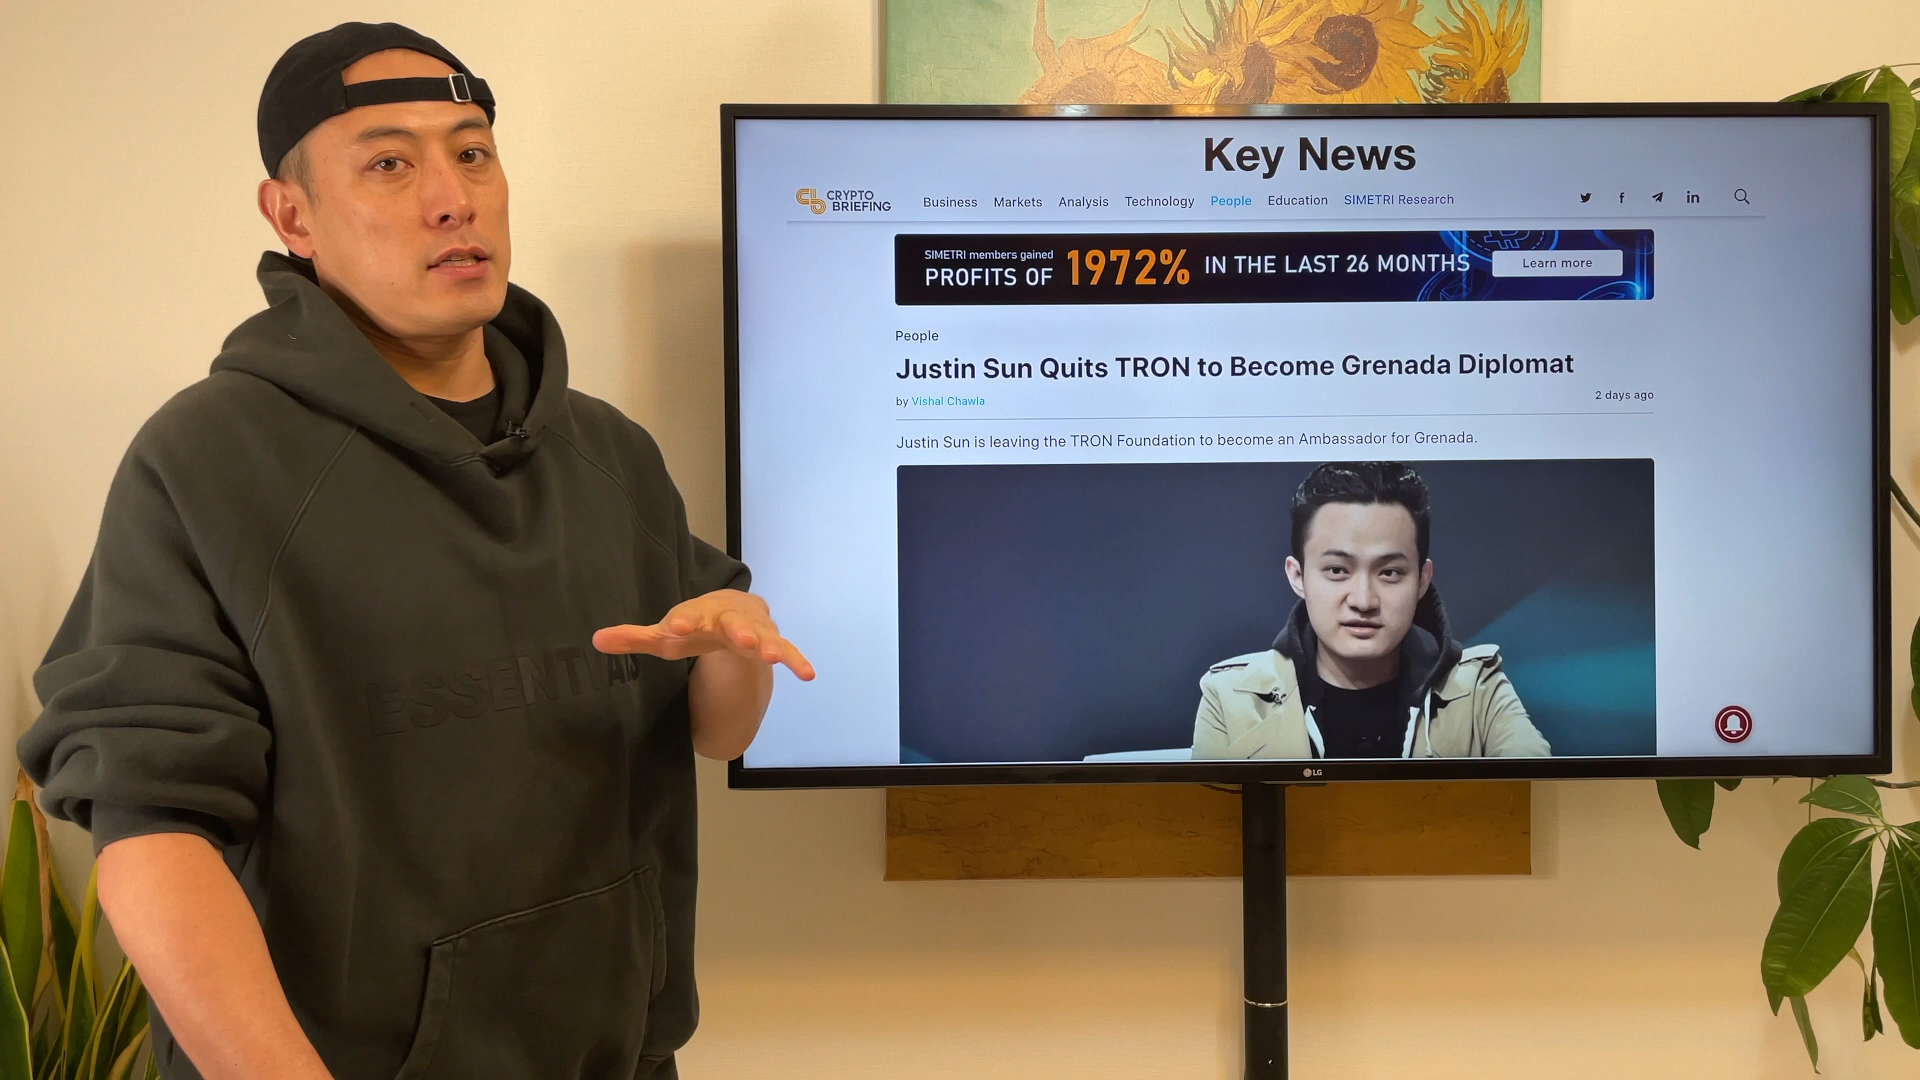 Key News
CRYPTO
BRIEFING
Business Markets Analysis Technology People Education SIMETRI Research
SIMETRI members gained
PROFITS OF 1972% IN THE LAST 26 MONTHS
Learn more
People
Justin Sun Quits TRON to Become Grenada Diplomat
by Vishal Chawla
2 days ago
Justin Sun is leaving the TRON Foundation to become an Ambassador for Grenada.
ESSENTIALS
LG